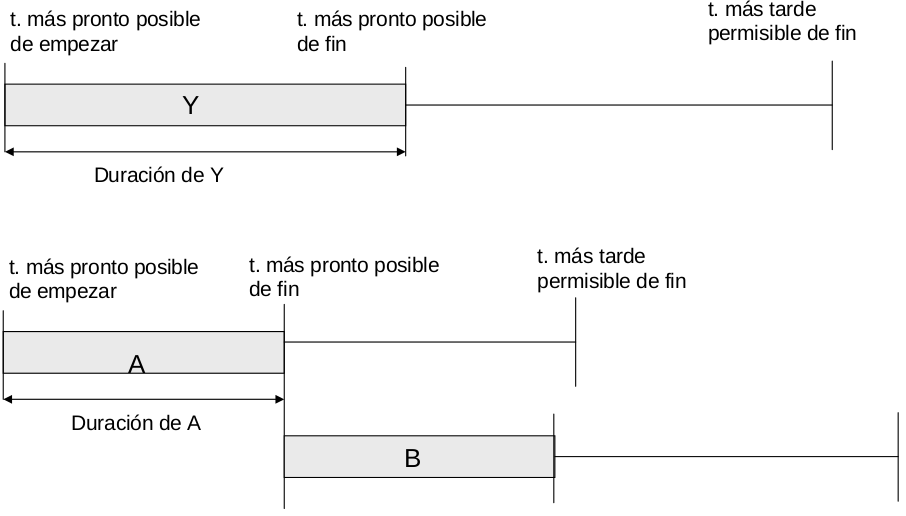 t. más pronto posible
de empezar
t. más pronto posible
de fin
t. más tarde
permisible de fin
Y
Duración de Y
t. más pronto posible
de empezar
t. más pronto posible
de fin
t. más tarde
permisible de fin
A
Duración de A
B